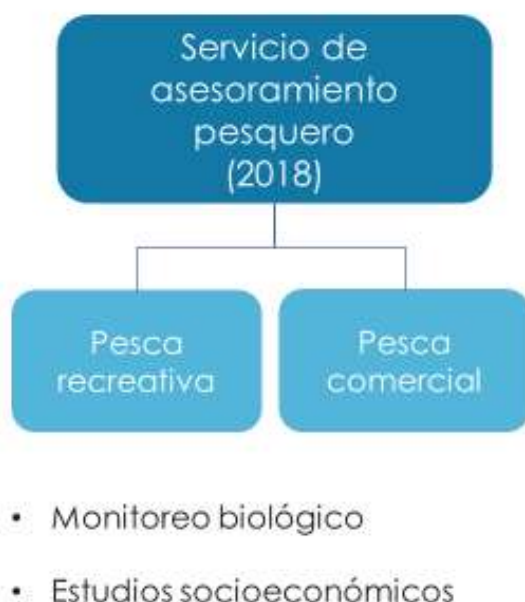 Servicio de
asesoramiento
pesquero
(2018)
Pesca
recreativa
Pesca
comercial
• Monitoreo biológico
• Estudios socioeconómicos